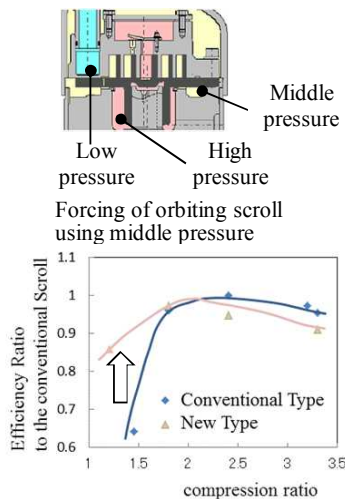 Middle
pressure
Low
pressure
High
pressure
Forcing of orbiting scroll
using middle pressure
Efficiency Ratio
to the conventional Scroll
1.1
1
0.9
0.8
0.7
0.6
Conventional Type
New Type
1
1.5
2
2.5
3
3.5
compression ratio